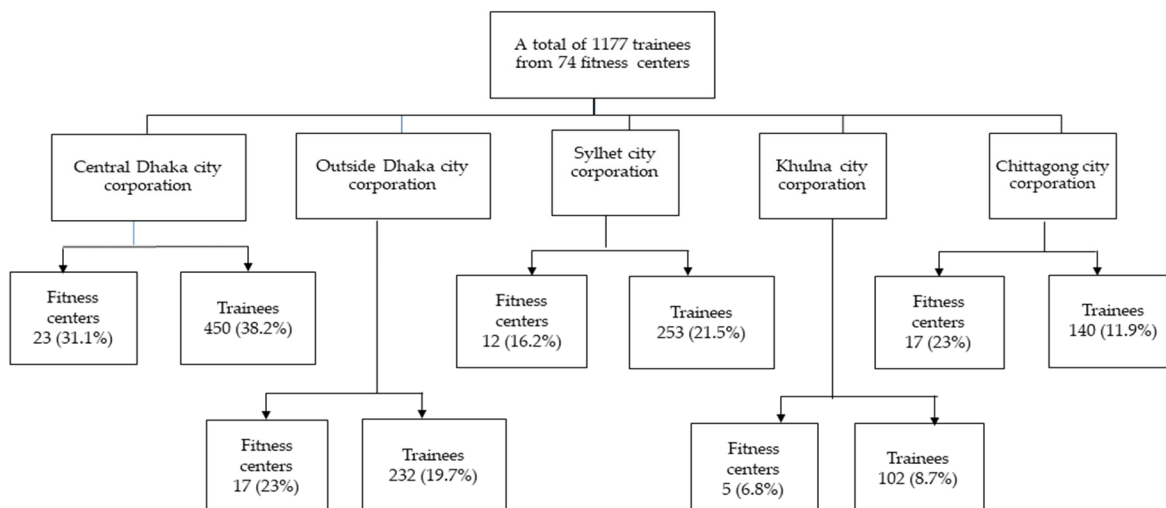 A total of 1177 trainees
from 74 fitness centers
Central Dhaka city
corporation
Outside Dhaka city
corporation
Sylhet city
corporation
Khulna city
corporation
Chittagong city
corporation
Fitness
centers
23 (31.1%)
Trainees
450 (38.2%)
Fitness
centers
12 (16.2%)
Trainees
253 (21.5%)
Fitness
centers
17 (23%)
Trainees
140 (11.9%)
Fitness
centers
17 (23%)
Trainees
232 (19.7%)
Fitness
centers
5 (6.8%)
Trainees
102 (8.7%)